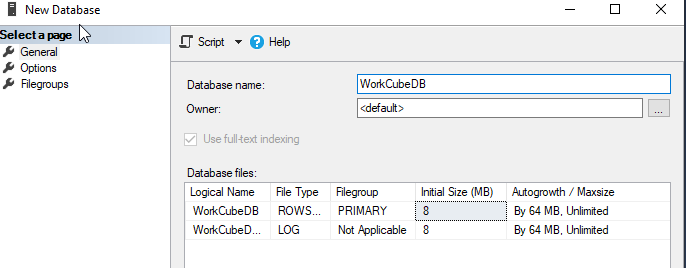 New Database
Select a page
General
Options
Filegroups
Script
Help
Database name: WorkCubeDB
Owner: <default> ...
Use full-text indexing
Database files:
Logical Name File Type Filegroup Initial Size (MB) Autogrowth / Maxsize
WorkCubeDB ROWS... PRIMARY 8 By 64 MB, Unlimited
WorkCubeD... LOG Not Applicable 8 By 64 MB, Unlimited